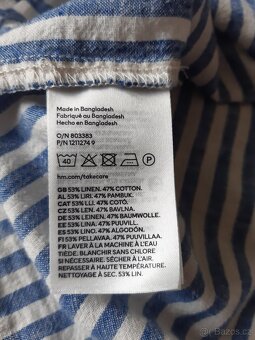 Made in Bangladesh
Fabriqué au Bangladesh
Hecho en Bangladesh
O/N 803383
P/N 1211274 9
40
P
hm.com/takecare
GB 53% LINEN. 47% COTTON.
AL 53% LIRI. 47% PAMBUK.
CAT 53% LLI. 47% COTÓ.
CZ 53% LEN. 47% BAVLNA.
DE 53% LEINEN. 47% BAUMWOLLE.
EE 53% LINANE. 47% PUUVILL.
ES 53% LINO. 47% ALGODÓN.
FI 53% PELLAVAA. 47% PUUVILLAA.
FR LAVER À LA MACHINE À L'EAU
TIÈDE. BLANCHIR SANS CHLORE
SI NÉCESSAIRE. SÉCHER À L'AIR.
REPASSER À HAUTE TEMPÉRATURE.
NETTOYAGE À SEC. 53% LIN.
bazos.cz